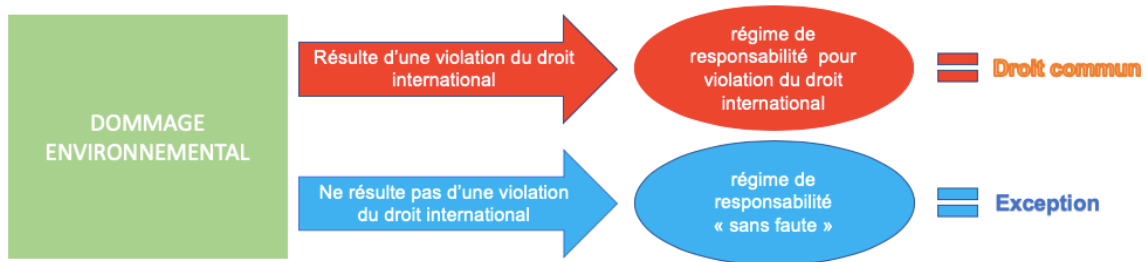 DOMMAGE
ENVIRONNEMENTAL
Résulte d’une violation du droit
international
régime de
responsabilité pour
violation du droit
international
Droit commun
Ne résulte pas d’une violation
du droit international
régime de
responsabilité
« sans faute »
Exception